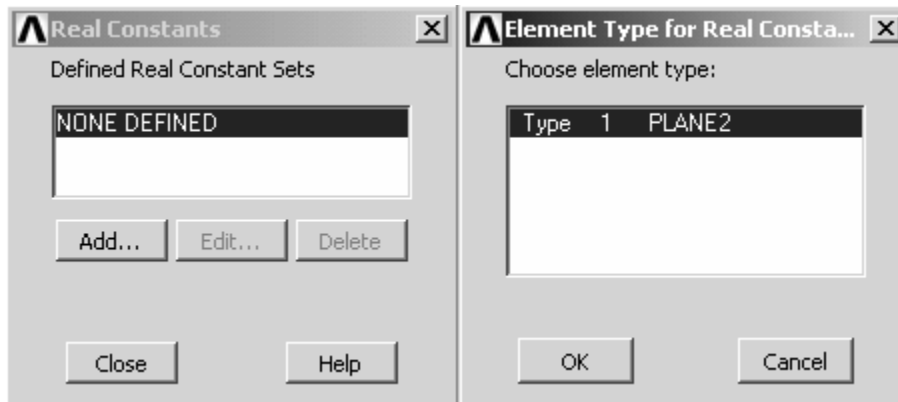 Real Constants
Defined Real Constant Sets
NONE DEFINED
Add...
Edit...
Delete
Close
Help
Element Type for Real Consta...
Choose element type:
Type 1 PLANE2
OK
Cancel